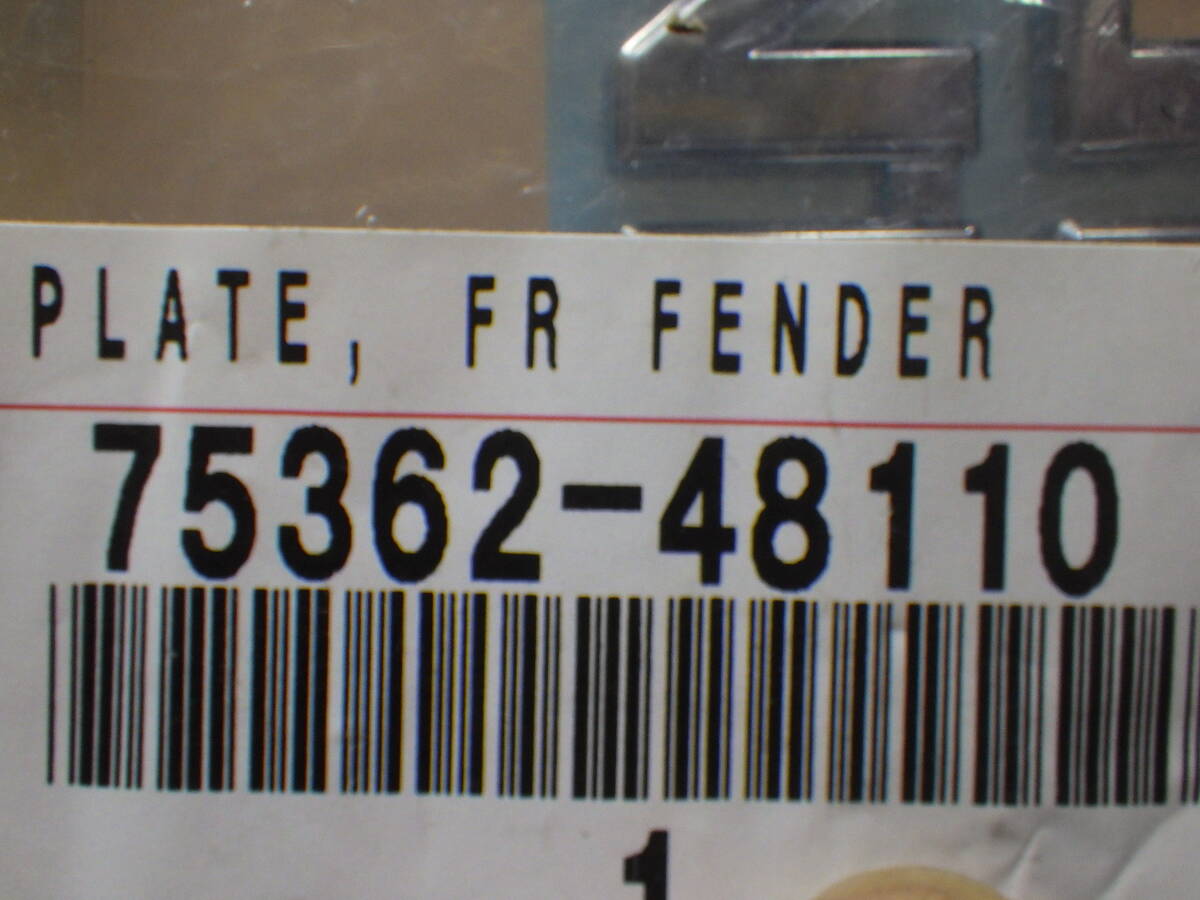 PLATE, FR FENDER
75362-48110
1